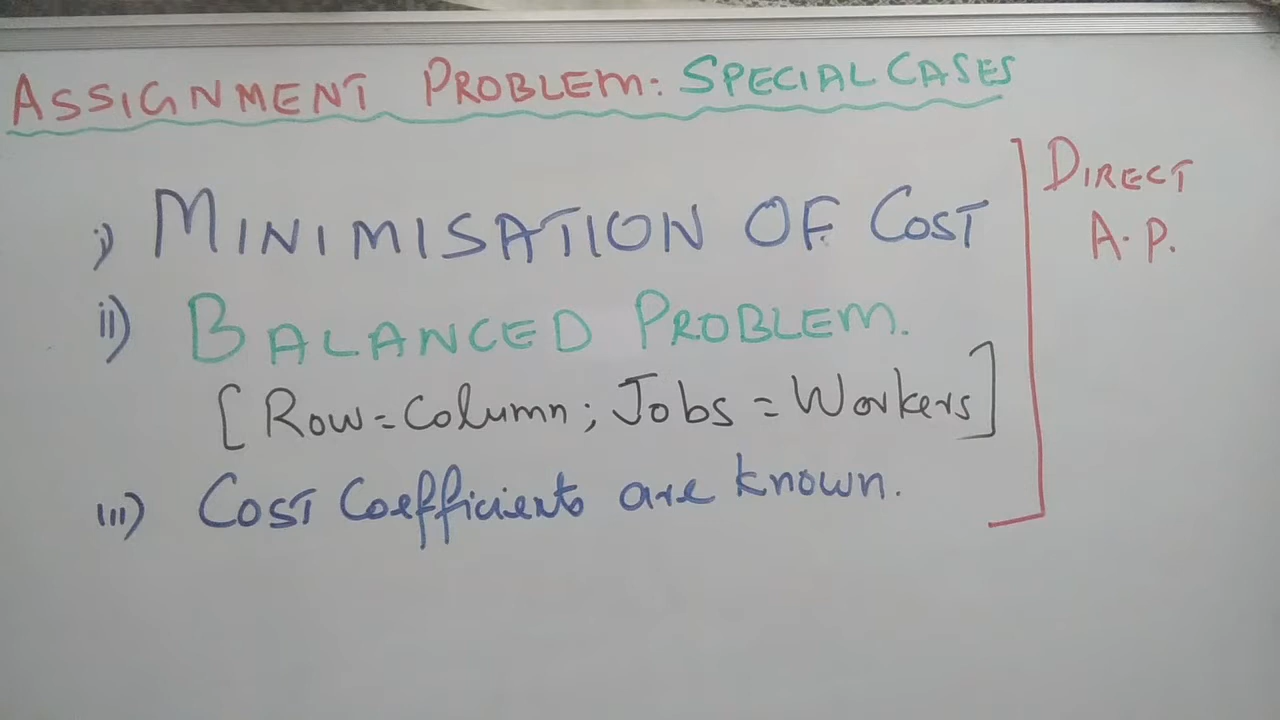 ASSIGNMENT PROBLEM: SPECIAL CASES
i) MINIMISATION OF COST
ii) BALANCED PROBLEM.
[ROW=COLUMN; JOBS=WORKERS]
iii) COST Coefficients are known.
DIRECT
A.P.